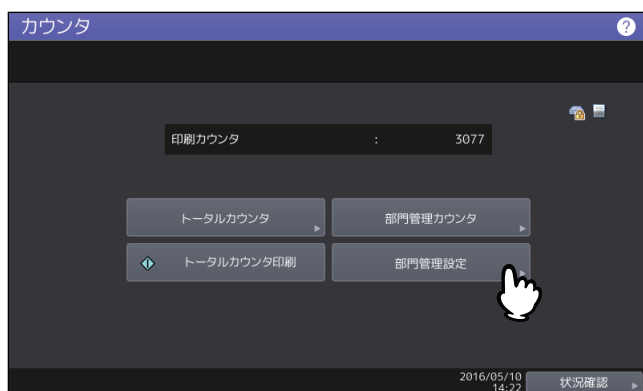 カウンタ
?
印刷カウンタ : 3077
トータルカウンタ 部門管理カウンタ
トータルカウンタ印刷 部門管理設定
2016/05/10
14:22 状況確認